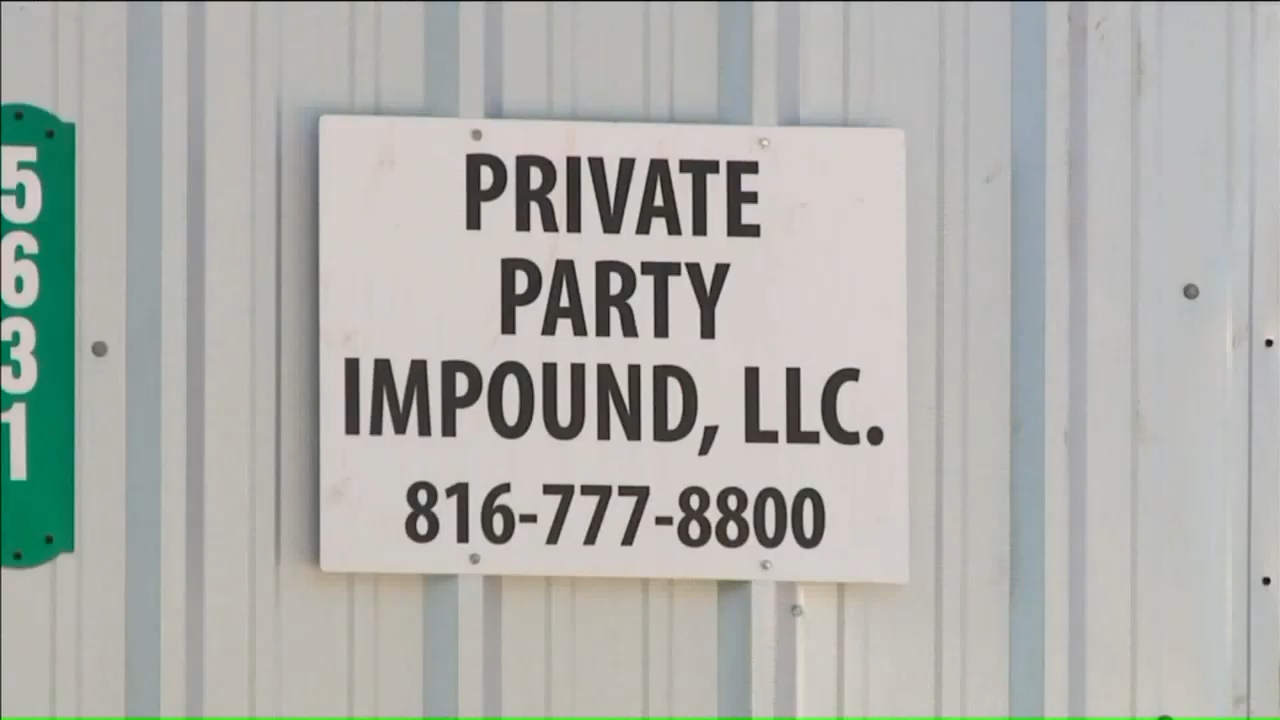 PRIVATE
PARTY
IMPOUND, LLC.
816-777-8800
5
6
3
1